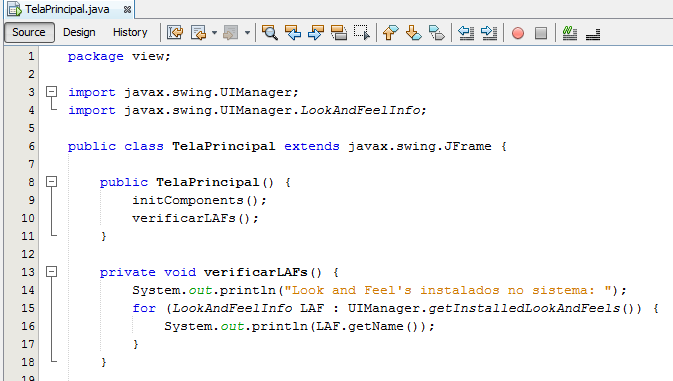 TelaPrincipal.java
Source Design History
1 package view;
2
3 import javax.swing.UIManager;
4 import javax.swing.UIManager.LookAndFeelInfo;
5
6 public class TelaPrincipal extends javax.swing.JFrame {
7
8 public TelaPrincipal() {
9 initComponents();
10 verificarLAFs();
11 }
12
13 private void verificarLAFs() {
14 System.out.println("Look and Feel's instalados no sistema: ");
15 for (LookAndFeelInfo LAF : UIManager.getInstalledLookAndFeels()) {
16 System.out.println(LAF.getName());
17 }
18 }
19